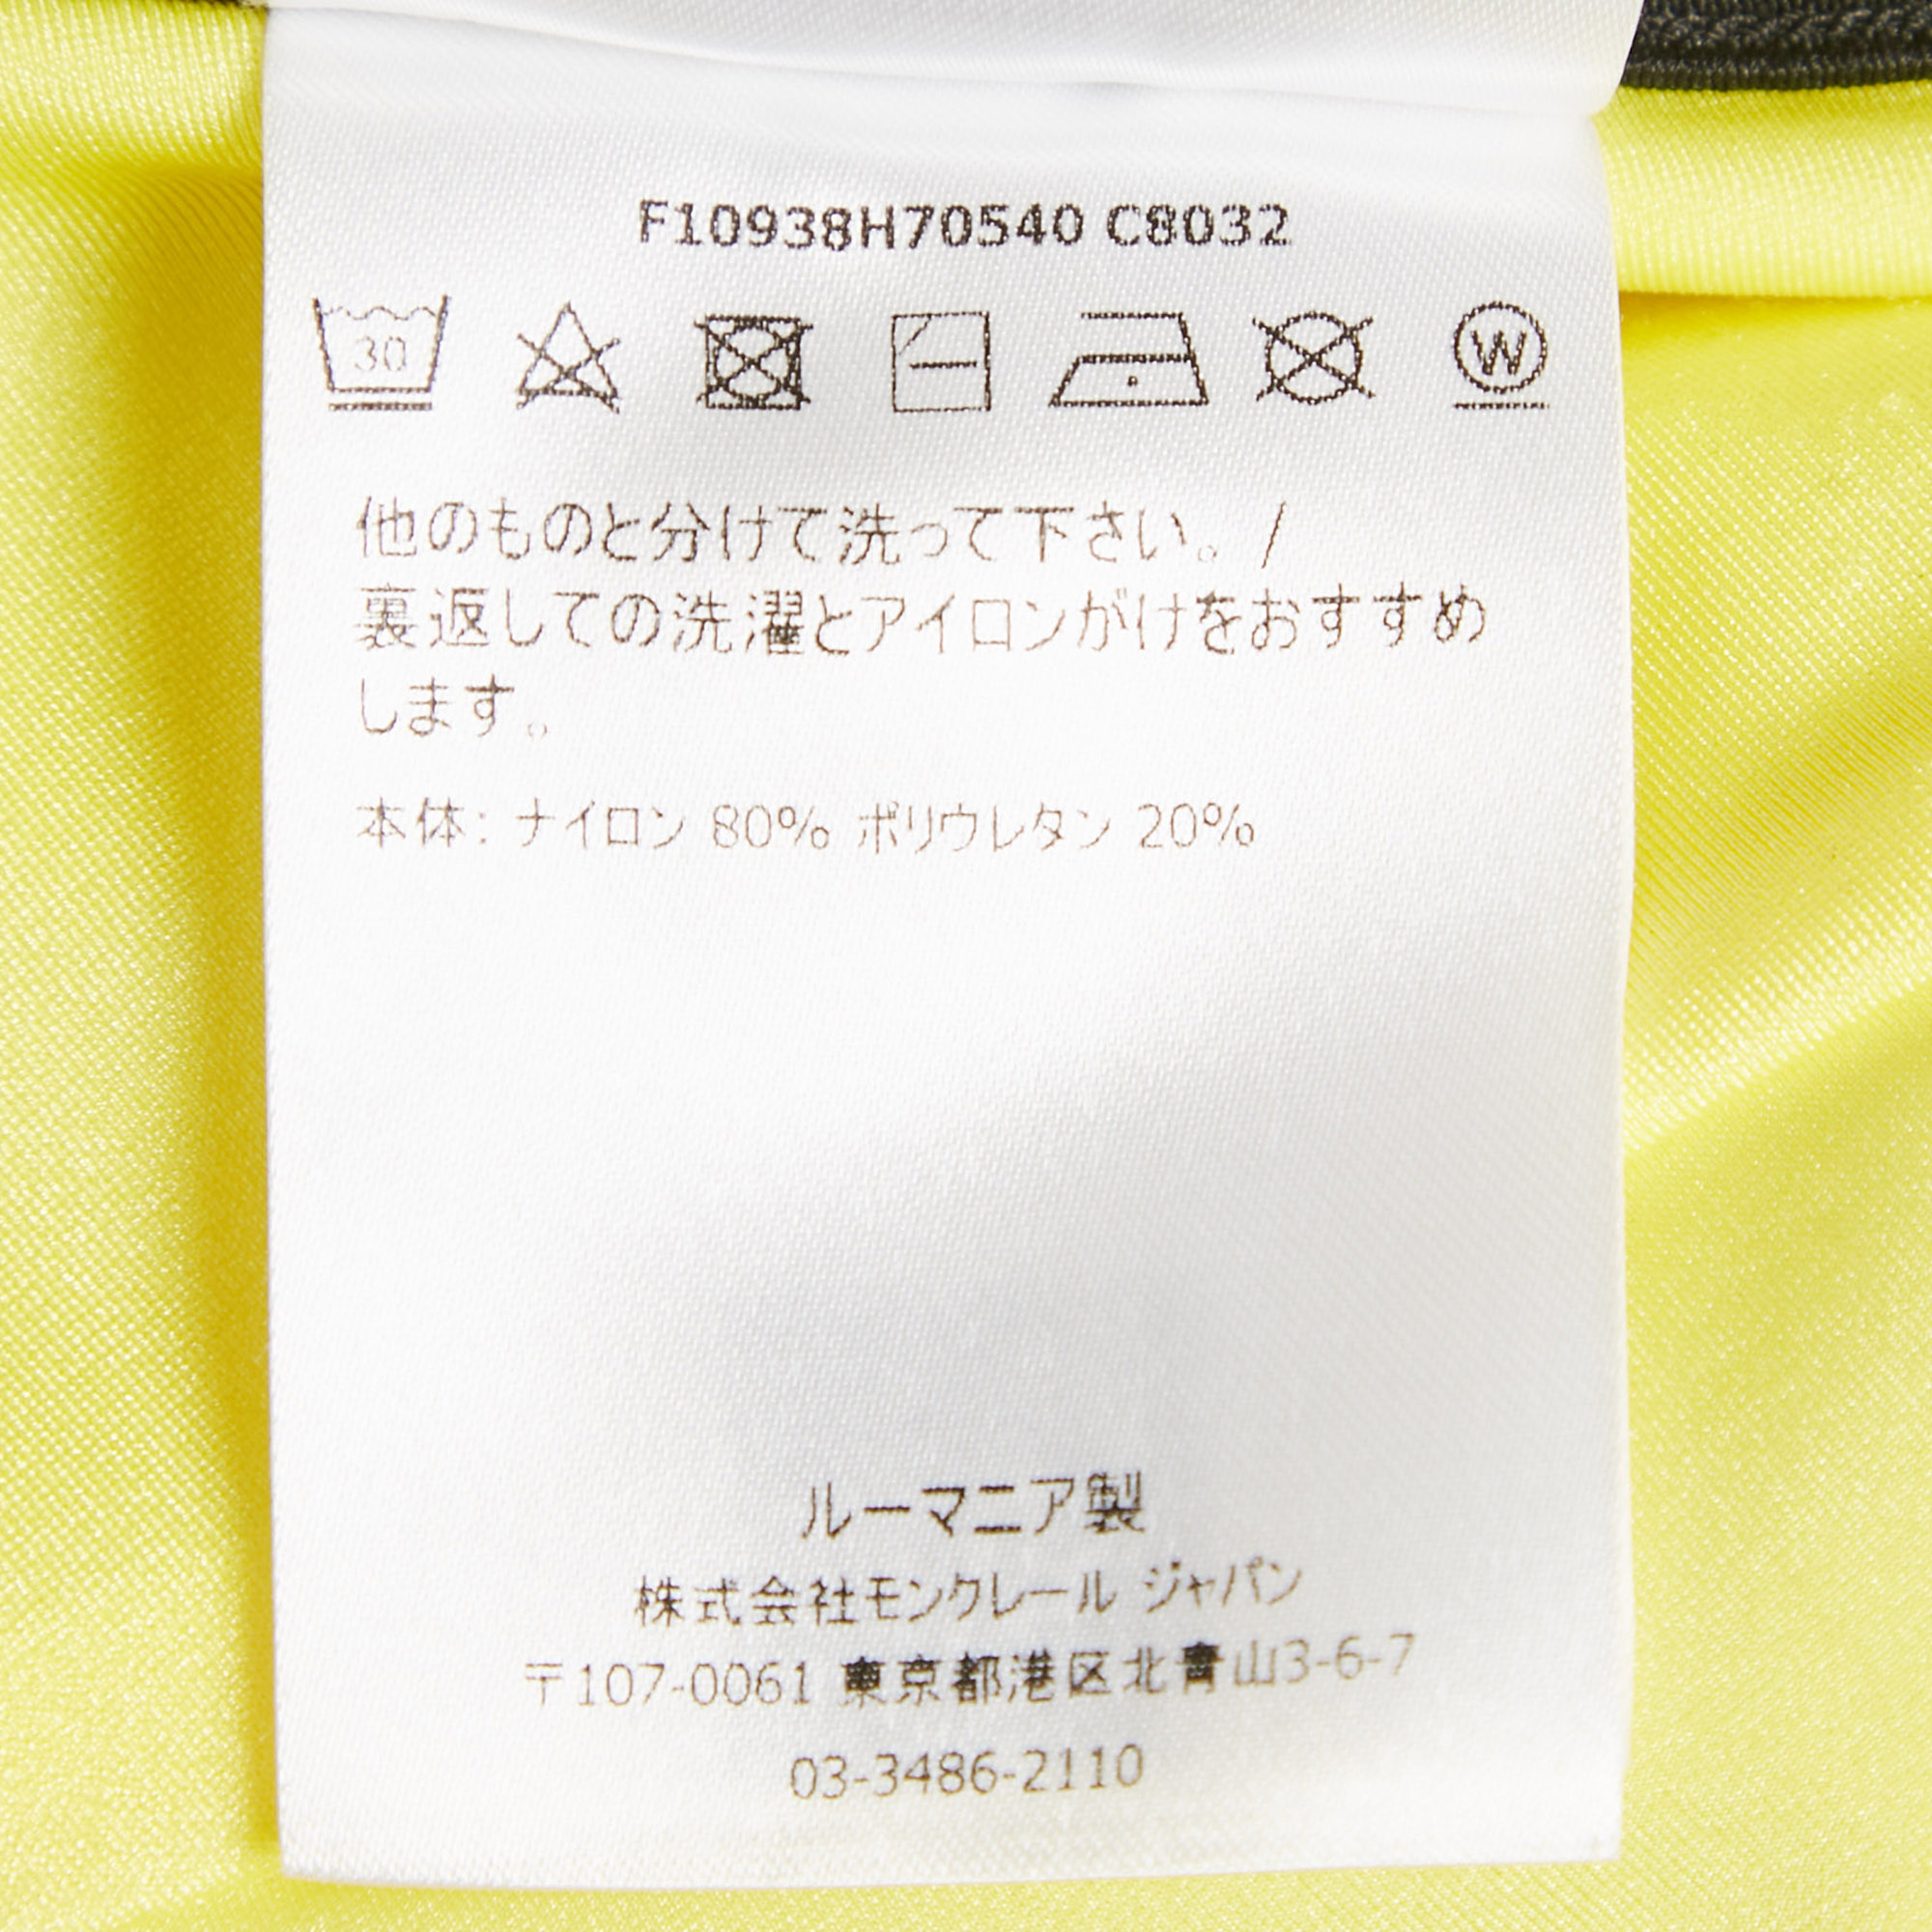 F10938H70540 C8032
30
W
他のものと分けて洗って下さい。/
裏返しての洗濯とアイロンがけをおすすめ
します。
本体: ナイロン 80% ポリウレタン 20%
ルーマニア製
株式会社モンクレール ジャパン
〒107-0061 東京都港区北青山3-6-7
03-3486-2110